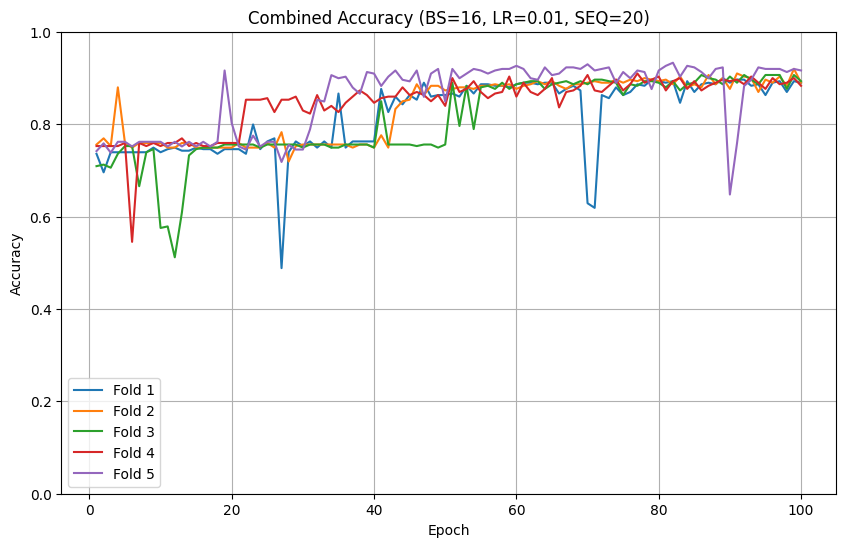 Combined Accuracy (BS=16, LR=0.01, SEQ=20)
1.0
0.8
0.6
0.4
0.2
0.0
Accuracy
Fold 1
Fold 2
Fold 3
Fold 4
Fold 5
0 20 40 60 80 100
Epoch